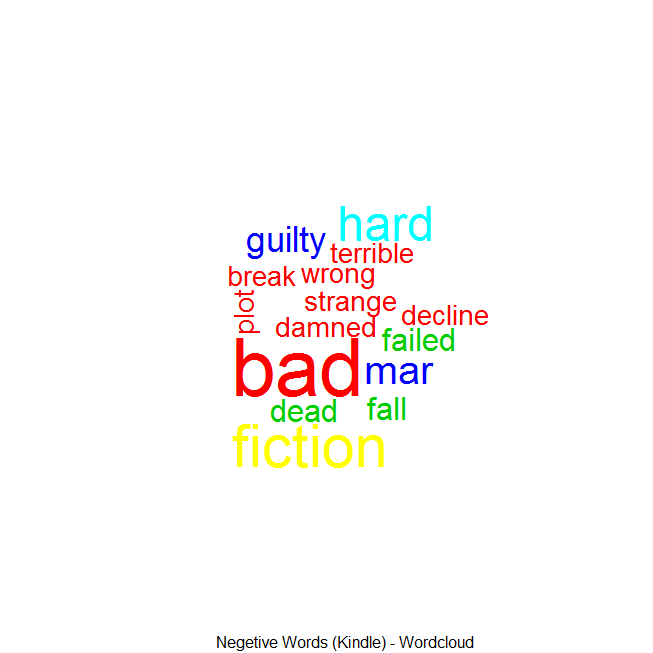 hard
guilty
terrible
break wrong
plot
strange
decline
damned
failed
bad
mar
dead
fall
fiction
Negetive Words (Kindle) - Wordcloud